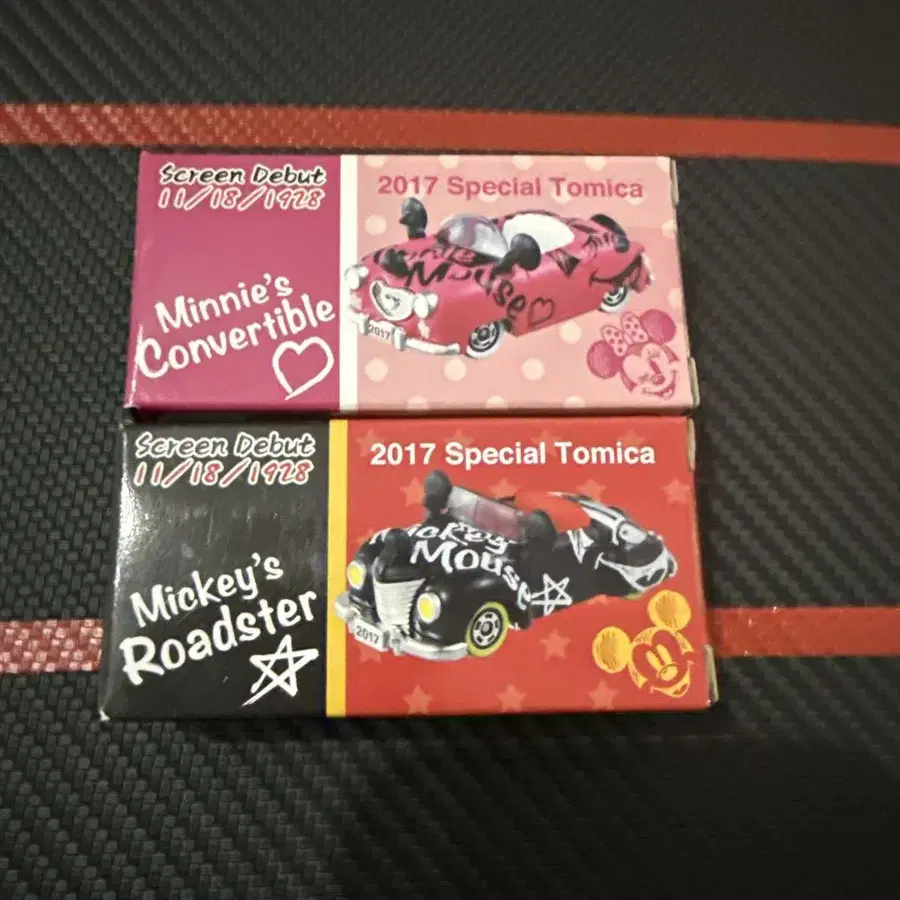 Screen Debut
11/18/1928
Minnie's
Convertible
2017 Special Tomica
Minnie
Mouse
2017
Screen Debut
11/18/1928
Mickey's
Roadster
2017 Special Tomica
Mickey
Mouse
2017